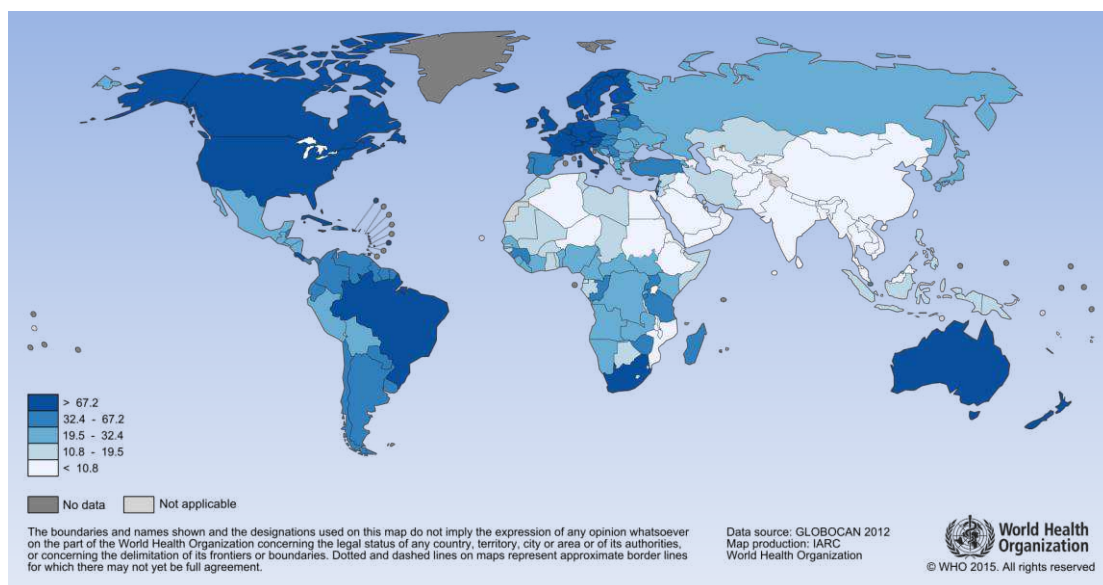 > 67.2
32.4 - 67.2
19.5 - 32.4
10.8 - 19.5
< 10.8
No data
Not applicable
The boundaries and names shown and the designations used on this map do not imply the expression of any opinion whatsoever
on the part of the World Health Organization concerning the legal status of any country, territory, city or area or of its authorities,
or concerning the delimitation of its frontiers or boundaries. Dotted and dashed lines on maps represent approximate border lines
for which there may not yet be full agreement.
Data source: GLOBOCAN 2012
Map production: IARC
World Health Organization
World Health
Organization
© WHO 2015. All rights reserved